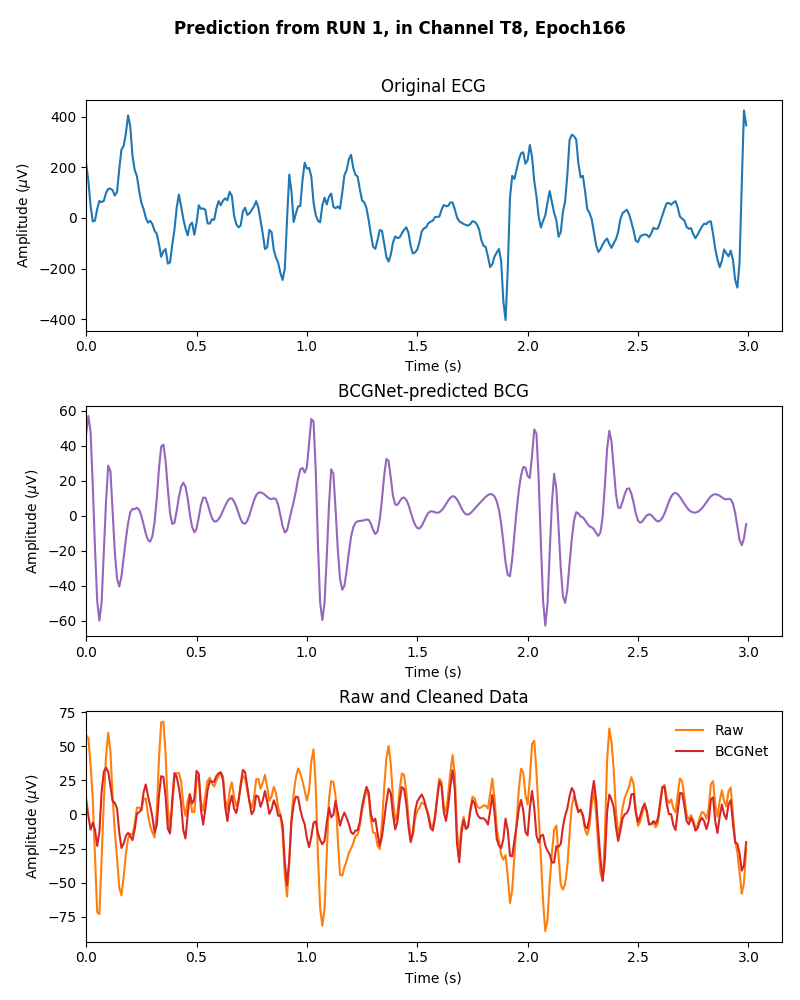 Prediction from RUN 1, in Channel T8, Epoch166
Original ECG
Amplitude (μV)
400
200
0
−200
−400
0.0 0.5 1.0 1.5 2.0 2.5 3.0
Time (s)
BCGNet-predicted BCG
Amplitude (μV)
60
40
20
0
−20
−40
−60
0.0 0.5 1.0 1.5 2.0 2.5 3.0
Time (s)
Raw and Cleaned Data
Amplitude (μV)
75
50
25
0
−25
−50
−75
Raw
BCGNet
0.0 0.5 1.0 1.5 2.0 2.5 3.0
Time (s)